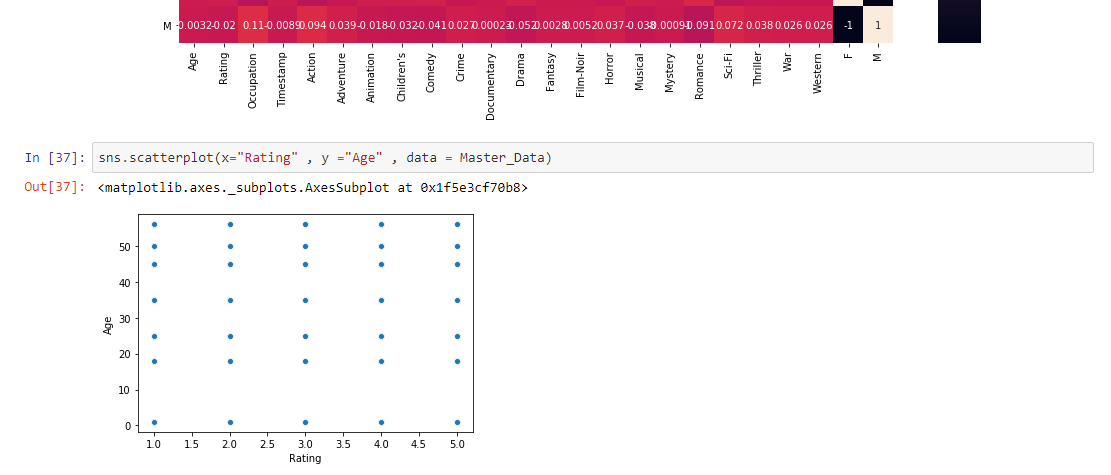 M -0.0032 -0.02 0.11 -0.0089 0.094 0.039 -0.018 -0.032 -0.041 0.027 0.00023 -0.052 0.0028 0.0052 0.037 -0.038 0.00091 -0.091 0.072 0.038 0.026 0.026 -1 1
Age Rating Occupation Timestamp Action Adventure Animation Children's Comedy Crime Documentary Drama Fantasy Film-Noir Horror Musical Mystery Romance Sci-Fi Thriller War Western F M
In [37]: sns.scatterplot(x="Rating" , y ="Age" , data = Master_Data)
Out[37]: <matplotlib.axes._subplots.AxesSubplot at 0x1f5e3cf70b8>
50
40
30
Age
20
10
0
1.0 1.5 2.0 2.5 3.0 3.5 4.0 4.5 5.0
Rating